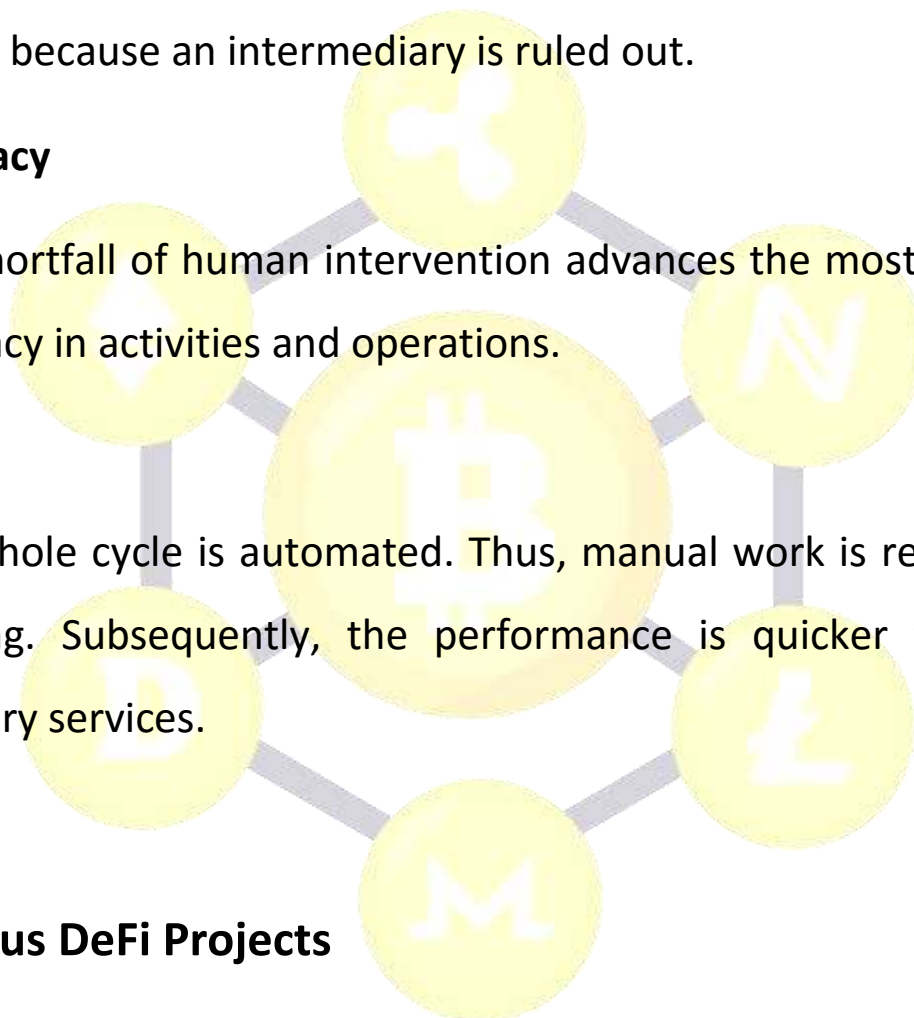 because an intermediary is ruled out.
acy
hortfall of human intervention advances the most
acy in activities and operations.
hole cycle is automated. Thus, manual work is re
g. Subsequently, the performance is quicker
ry services.
us DeFi Projects